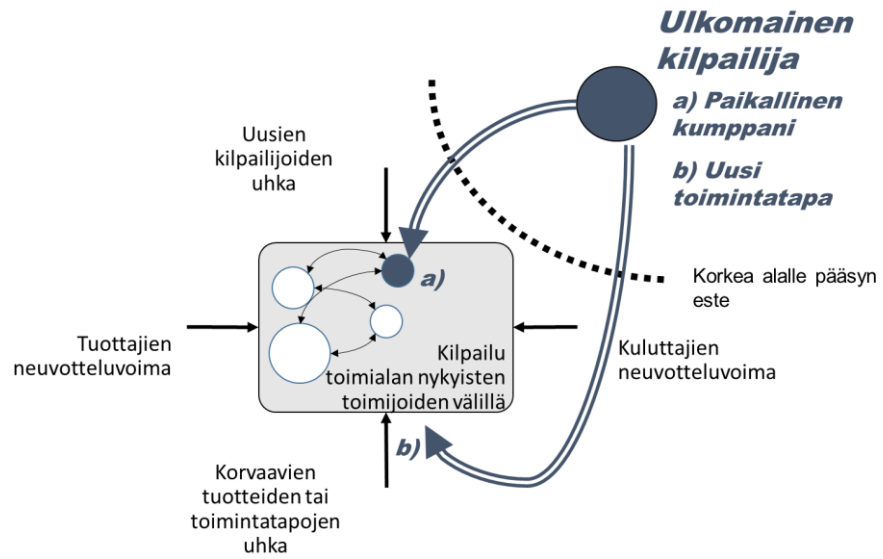 Ulkomainen
kilpailija
a) Paikallinen
kumppani
b) Uusi
toimintatapa
Uusien
kilpailijoiden
uhka
Korkea alalle pääsyn
este
a)
Tuottajien
neuvotteluvoima
Kilpailu
toimialan nykyisten
toimijoiden välillä
Kuluttajien
neuvotteluvoima
b)
Korvaavien
tuotteiden tai
toimintatapojen
uhka